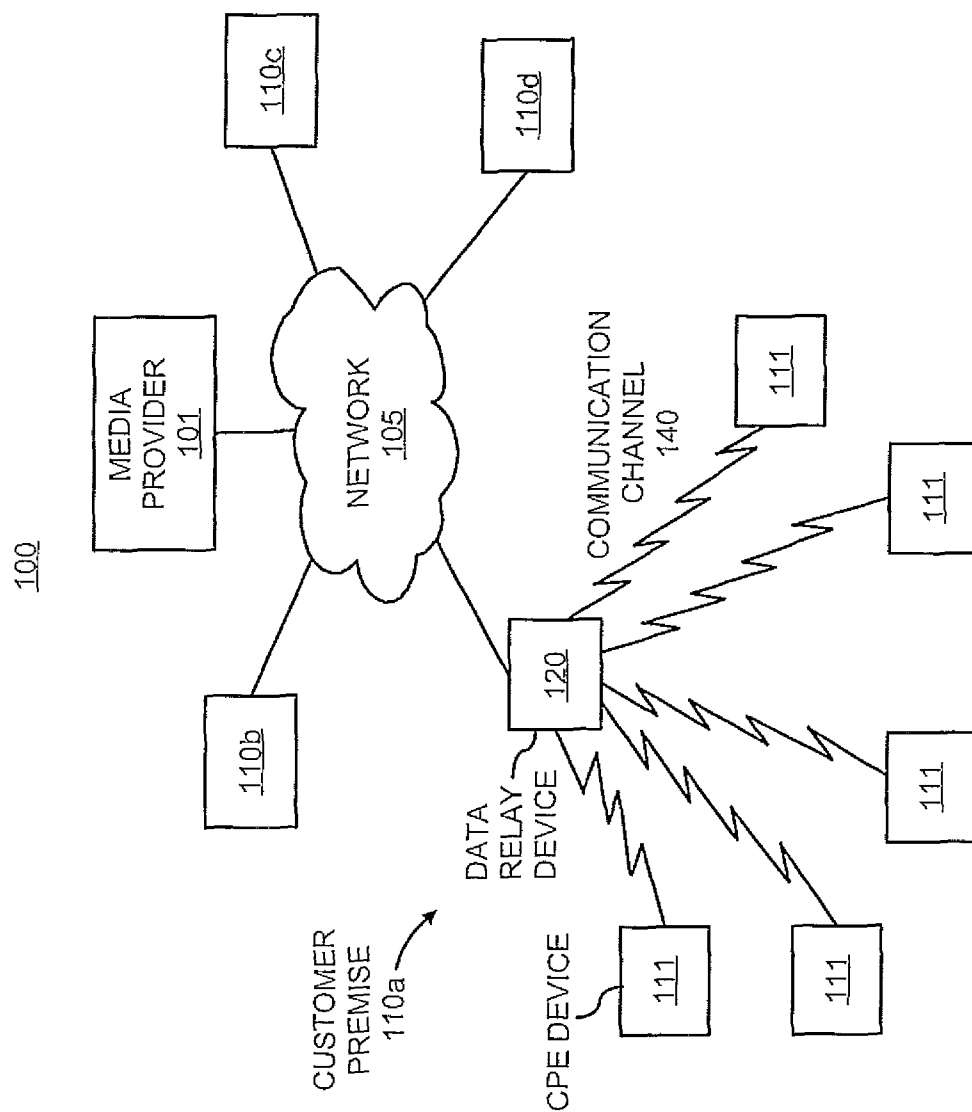 100
MEDIA
PROVIDER
101
110b
110c
NETWORK
105
110d
CUSTOMER
PREMISE
110a
DATA
RELAY
DEVICE
120
COMMUNICATION
CHANNEL
140
CPE DEVICE
111
111
111
111
111